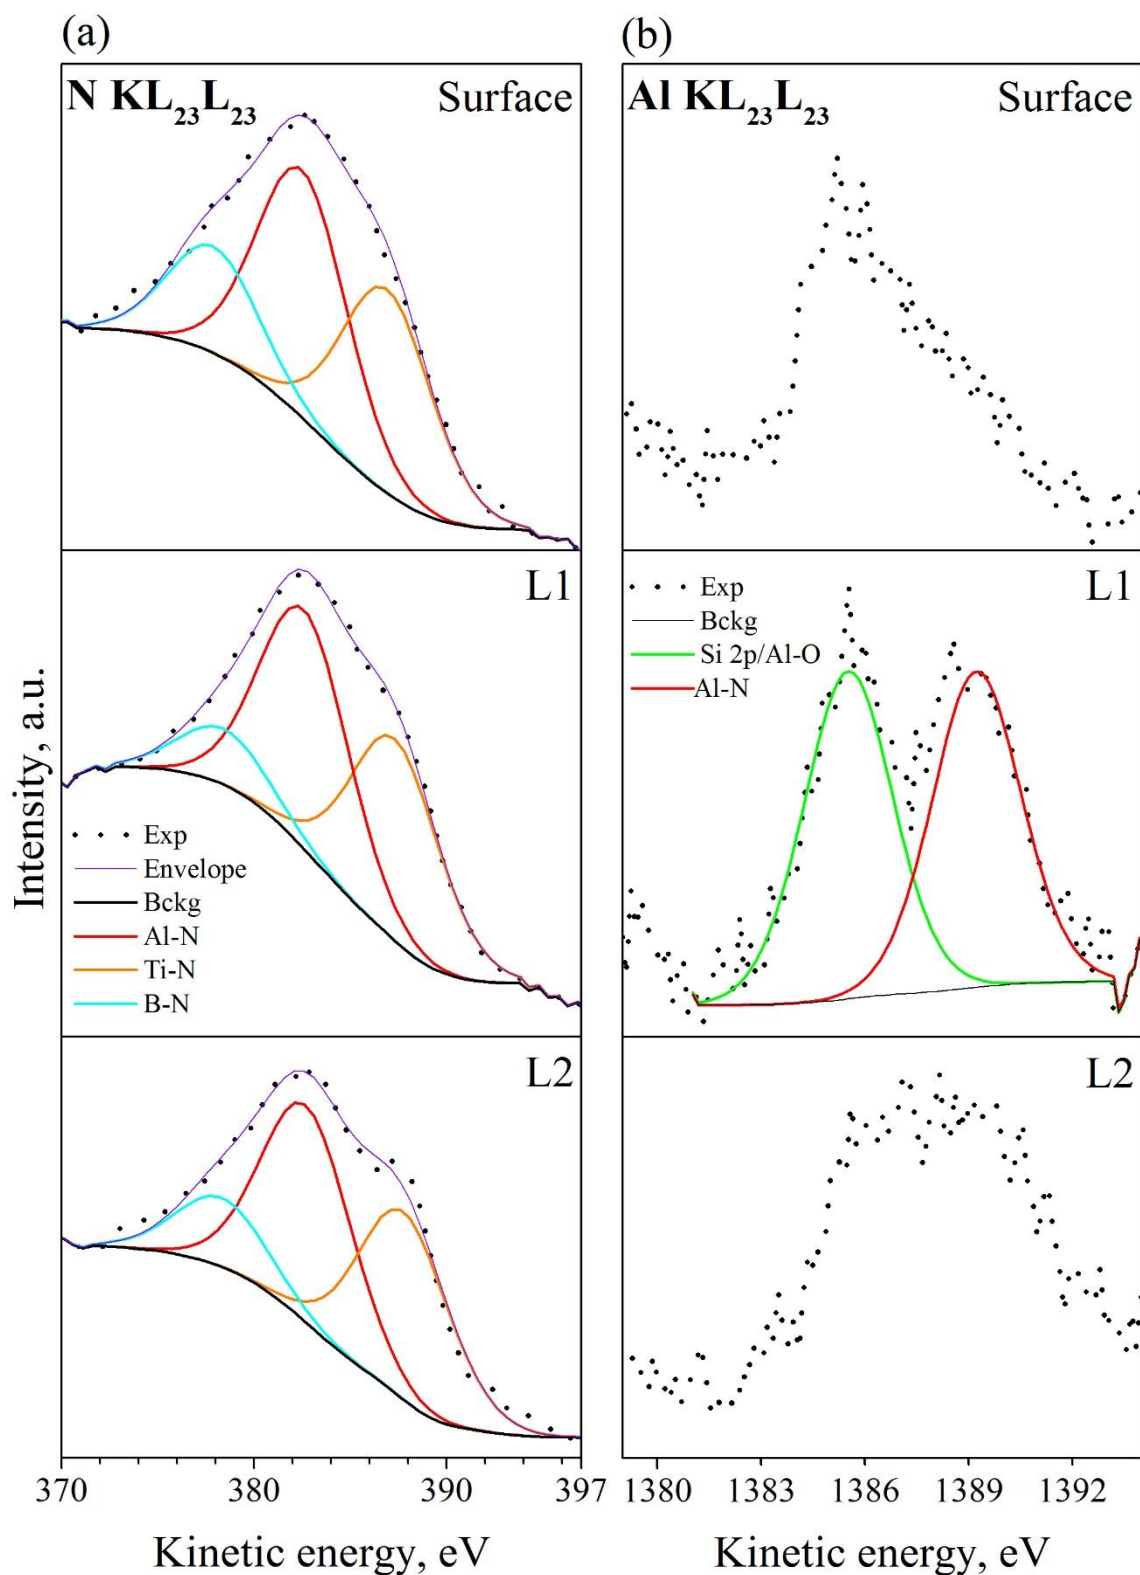 (a)
N KL₂₃L₂₃ Surface
L1
Exp
Envelope
Bckg
Al-N
Ti-N
B-N
L2
370 380 390 397
Kinetic energy, eV
Intensity, a.u.
(b)
Al KL₂₃L₂₃ Surface
L1
Exp
Bckg
Si 2p/Al-O
Al-N
L2
1380 1383 1386 1389 1392
Kinetic energy, eV